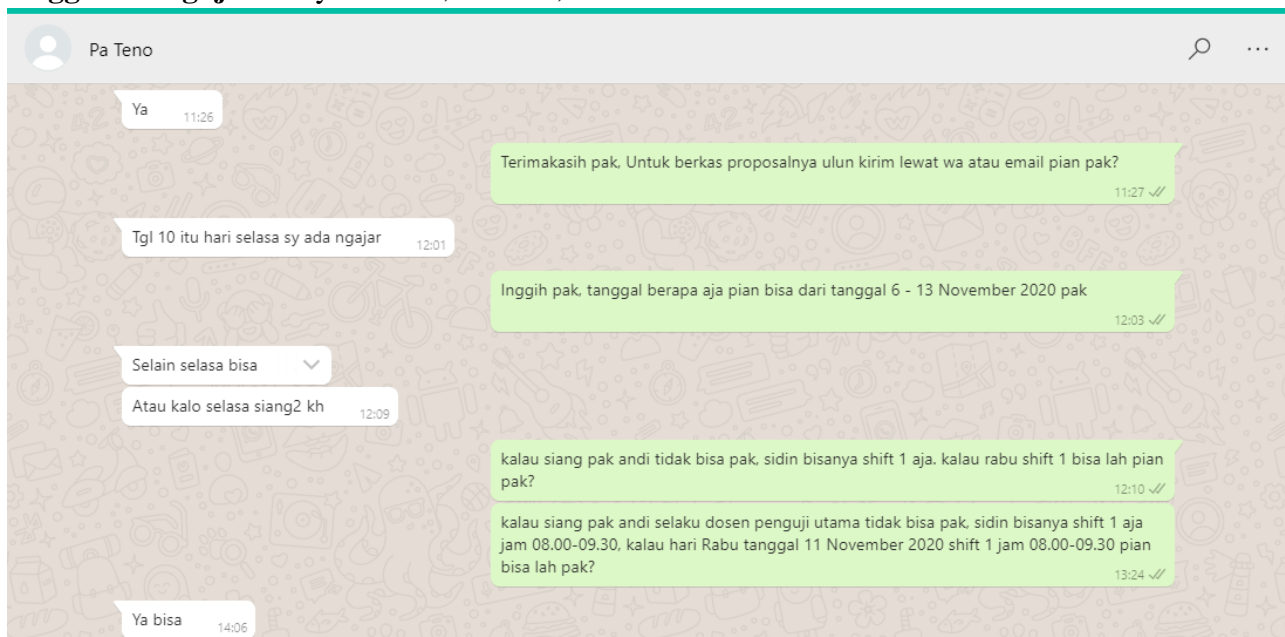 Pa Teno
Ya 11:26
Terimakasih pak, Untuk berkas proposalnya ulun kirim lewat wa atau email pian pak?
11:27
Tgl 10 itu hari selasa sy ada ngajar 12:01
Inggih pak, tanggal berapa aja pian bisa dari tanggal 6 - 13 November 2020 pak
12:03
Selain selasa bisa
Atau kalo selasa siang2 kh 12:09
kalau siang pak andi tidak bisa pak, sidin bisanya shift 1 aja. kalau rabu shift 1 bisa lah pian
pak?
12:10
kalau siang pak andi selaku dosen penguji utama tidak bisa pak, sidin bisanya shift 1 aja
jam 08.00-09.30, kalau hari Rabu tanggal 11 November 2020 shift 1 jam 08.00-09.30 pian
bisa lah pak?
13:24
Ya bisa 14:06